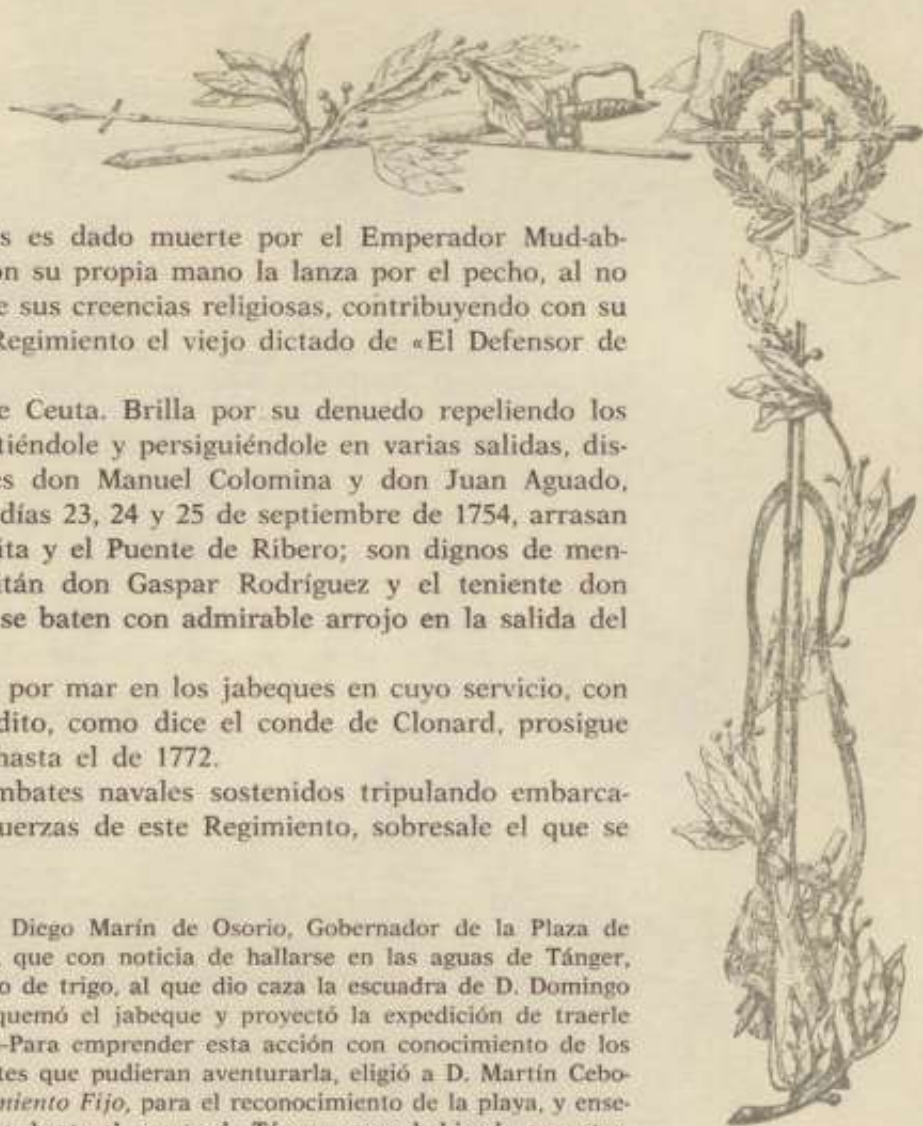 s es dado muerte por el Emperador Mud-ab-
on su propia mano la lanza por el pecho, al no
e sus creencias religiosas, contribuyendo con su
Regimiento el viejo dictado de «El Defensor de
e Ceuta. Brilla por su denuedo repeliendo los
tiéndole y persiguiéndole en varias salidas, dis-
es don Manuel Colomina y don Juan Aguado,
días 23, 24 y 25 de septiembre de 1754, arrasan
ita y el Puente de Ribero; son dignos de men-
itán don Gaspar Rodríguez y el teniente don
se baten con admirable arrojo en la salida del
por mar en los jabeques en cuyo servicio, con
dito, como dice el conde de Clonard, prosigue
hasta el de 1772.
mbates navales sostenidos tripulando embarca-
uerzas de este Regimiento, sobresale el que se
Diego Marín de Osorio, Gobernador de la Plaza de
que con noticia de hallarse en las aguas de Tánger,
o de trigo, al que dio caza la escuadra de D. Domingo
quemó el jabeque y proyectó la expedición de traerle
–Para emprender esta acción con conocimiento de los
tes que pudieran aventurarla, eligió a D. Martín Cebo-
miento Fijo, para el reconocimiento de la playa, y ense-